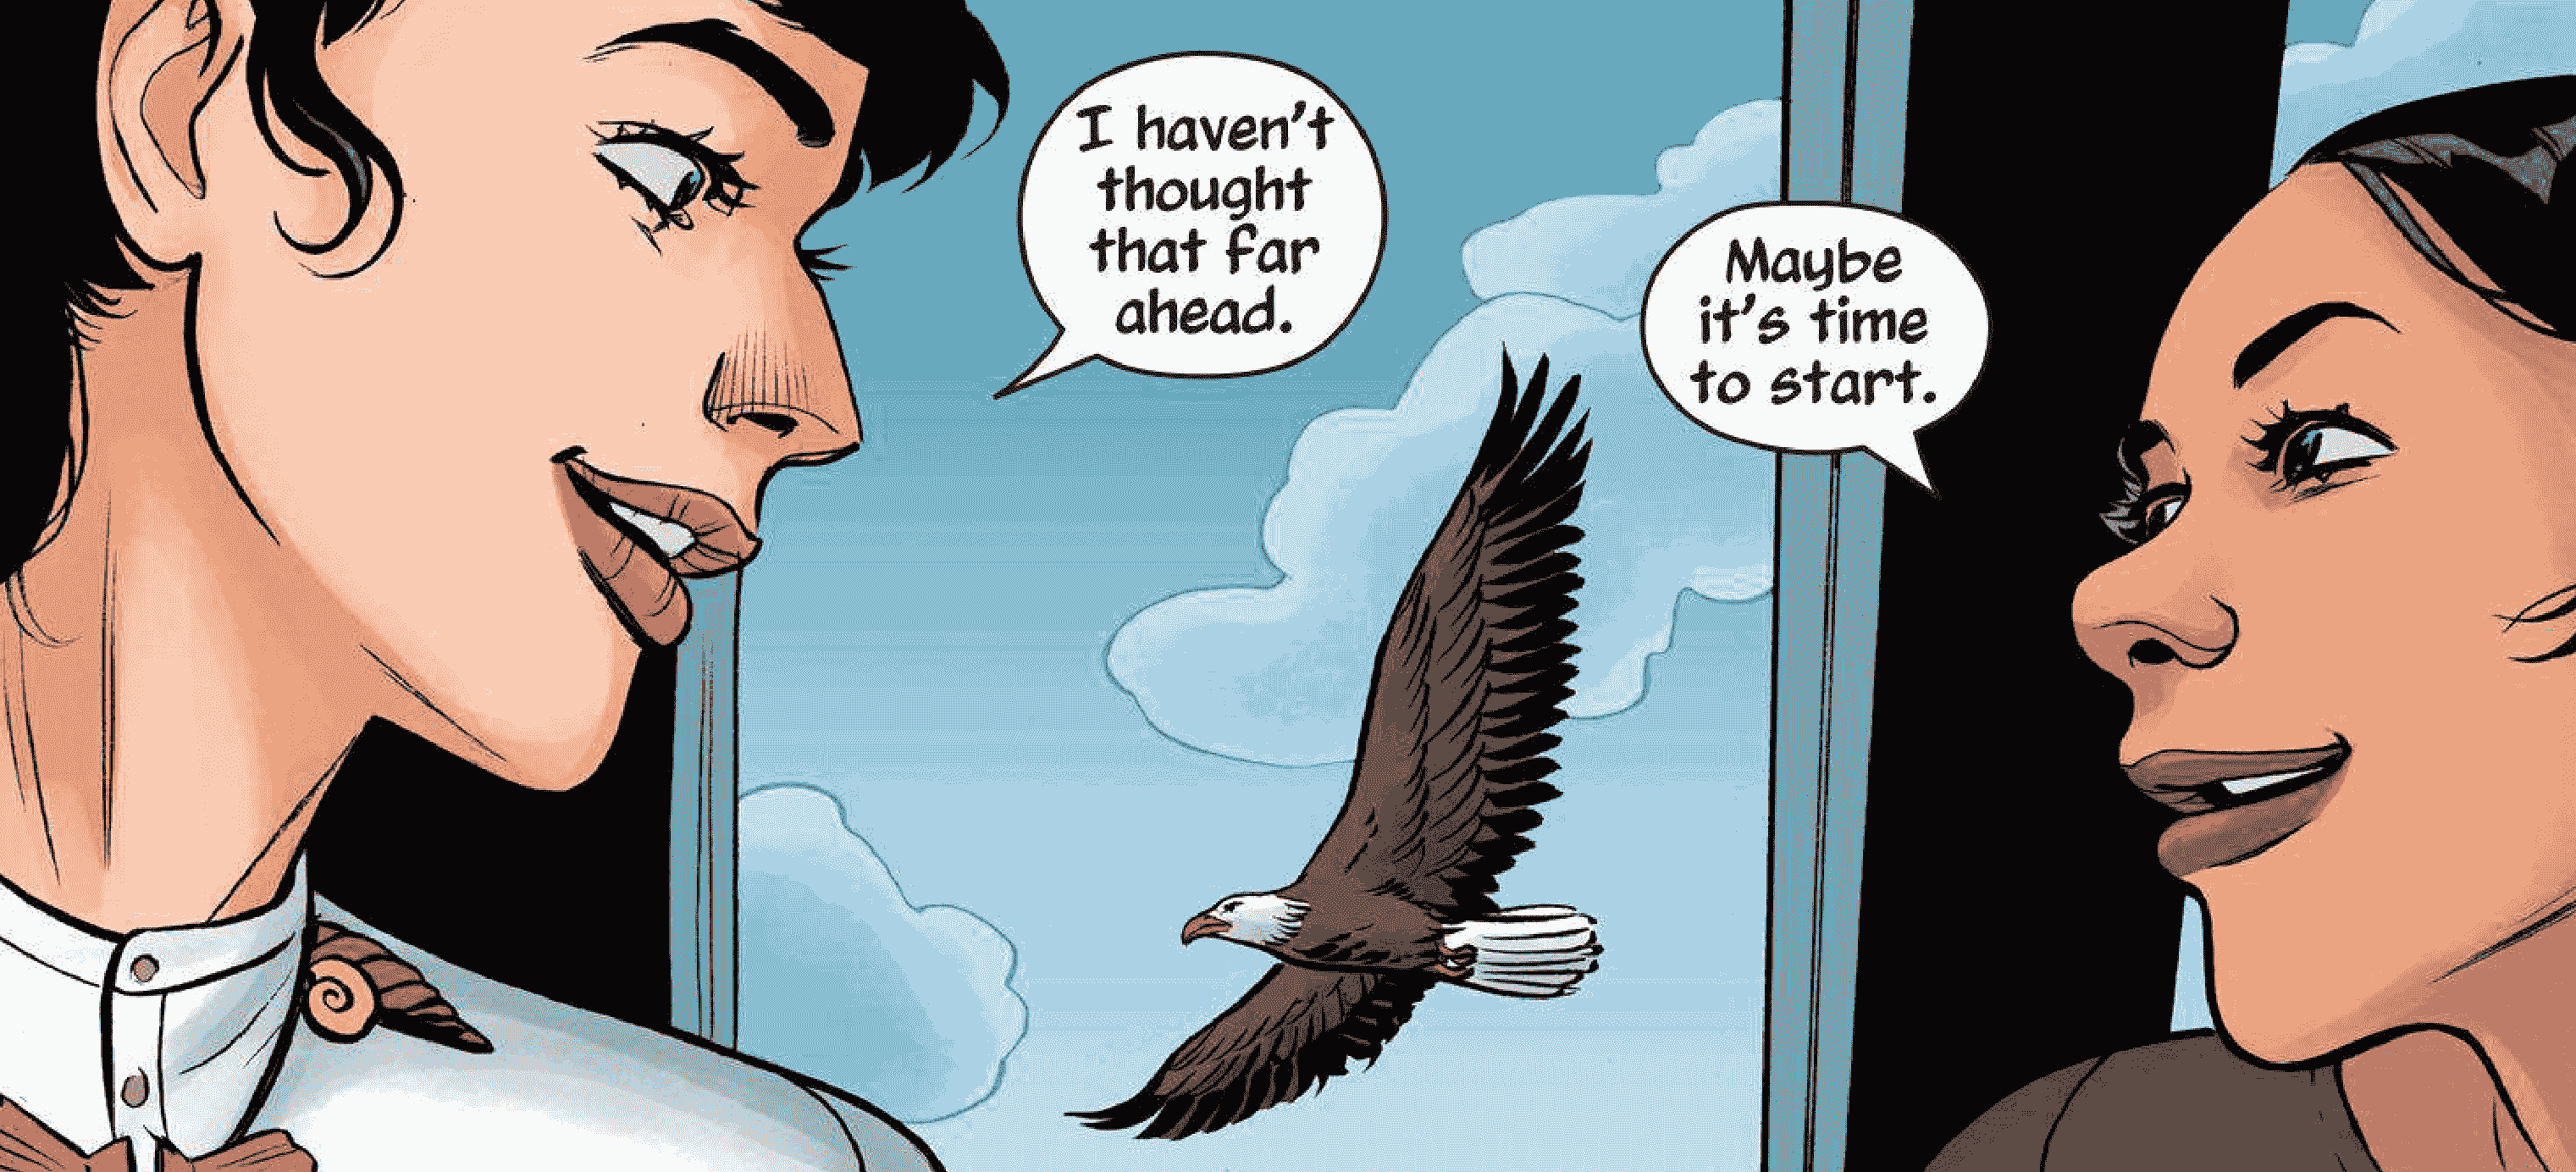 I haven't
thought
that far
ahead.
Maybe
it's time
to start.